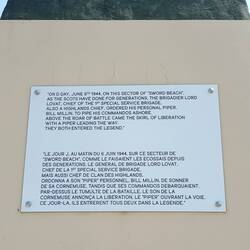 "ON D DAY, JUNE 6TH 1944, ON THIS SECTOR OF "SWORD BEACH",
AS THE SCOTS HAVE DONE FOR GENERATIONS, THE BRIGADIER LORD
LOVAT, CHIEF OF THE 1ST SPECIAL SERVICE BRIGADE,
ALSO A HIGHLANDS CHIEF, ORDERED HIS PERSONAL PIPER,
BILL MILLIN, TO PIPE HIS COMMANDOS ASHORE.
ABOVE THE ROAR OF BATTLE CAME THE SKIRL OF LIBERATION
WITH A PIPER LEADING THE WAY.
THEY BOTH ENTERED THE LEGEND."
"LE JOUR J, AU MATIN DU 6 JUIN 1944, SUR CE SECTEUR DE
"SWORD BEACH", COMME LE FAISAIENT LES ECOSSAIS DEPUIS
DES GENERATIONS, LE GENERAL DE BRIGADE LORD LOVAT,
CHEF DE LA 1ST SPECIAL SERVICE BRIGADE,
MAIS AUSSI CHEF DE CLAN DES HIGHLANDS,
ORDONNA A SON "PIPER" PERSONNEL, BILL MILLIN, DE SONNER
DE SA CORNEMUSE, TANDIS QUE SES COMMANDOS DEBARQUAIENT.
PAR-DESSUS LE TUMULTE DE LA BATAILLE, LE SON DE LA
CORNEMUSE ANNONÇA LA LIBERATION. LE "PIPER" OUVRANT LA VOIE.
CE JOUR-LA, ILS ENTRERENT TOUS DEUX DANS LA LEGENDE."